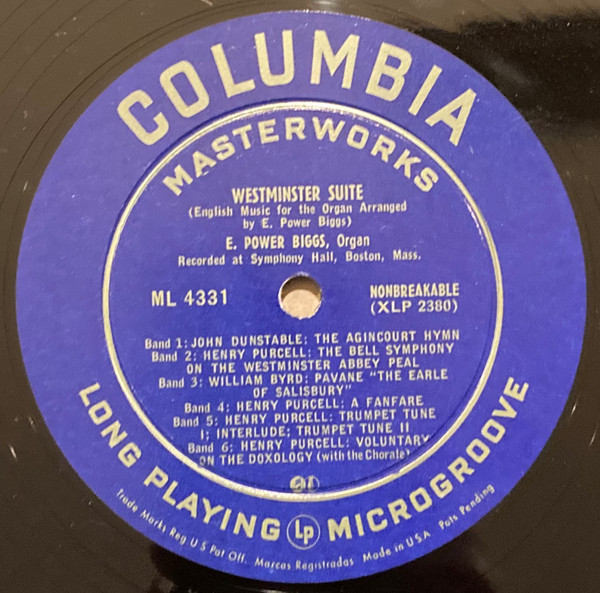 COLUMBIA
MASTERWORKS
WESTMINSTER SUITE
(English Music for the Organ Arranged
by E. Power Biggs)
E. POWER BIGGS, Organ
Recorded at Symphony Hall, Boston, Mass.
ML 4331
NONBREAKABLE
(XLP 2380)
Band 1: JOHN DUNSTABLE: THE AGINCOURT HYMN
Band 2: HENRY PURCELL: THE BELL SYMPHONY
ON THE WESTMINSTER ABBEY PEAL
Band 3: WILLIAM BYRD: PAVANE "THE EARLE
OF SALISBURY"
Band 4: HENRY PURCELL: A FANFARE
Band 5: HENRY PURCELL: TRUMPET TUNE
I; INTERLUDE; TRUMPET TUNE II
Band 6: HENRY PURCELL: VOLUNTARY
ON THE DOXOLOGY (with the Chorale)
LONG PLAYING Lp MICROGROOVE
Trade Marks Reg U S Pat Off. Marcas Registradas Made in U S A Pats Pending